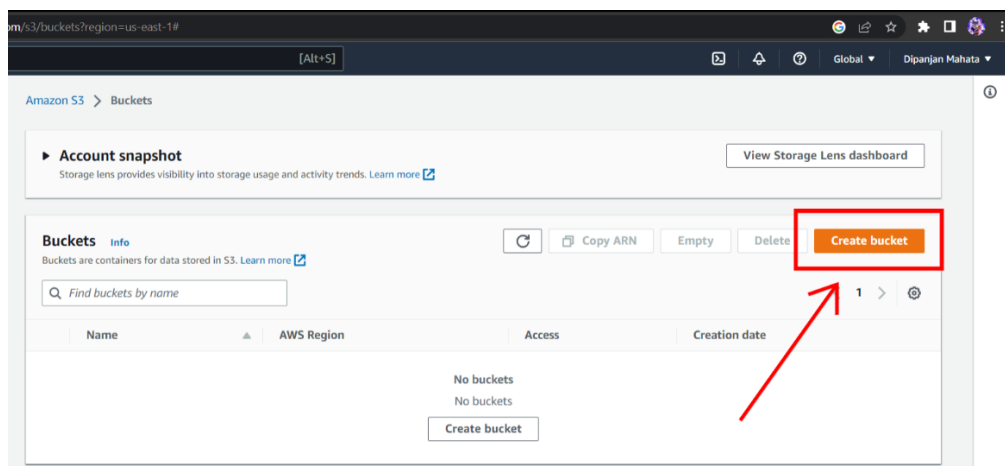 om/s3/buckets?region=us-east-1#
[Alt+S]
Global
Dipanjan Mahata
Amazon S3 > Buckets
Account snapshot
View Storage Lens dashboard
Storage lens provides visibility into storage usage and activity trends. Learn more
Buckets Info
Copy ARN
Empty
Delete
Create bucket
Buckets are containers for data stored in S3. Learn more
Find buckets by name
1
Name
AWS Region
Access
Creation date
No buckets
No buckets
Create bucket